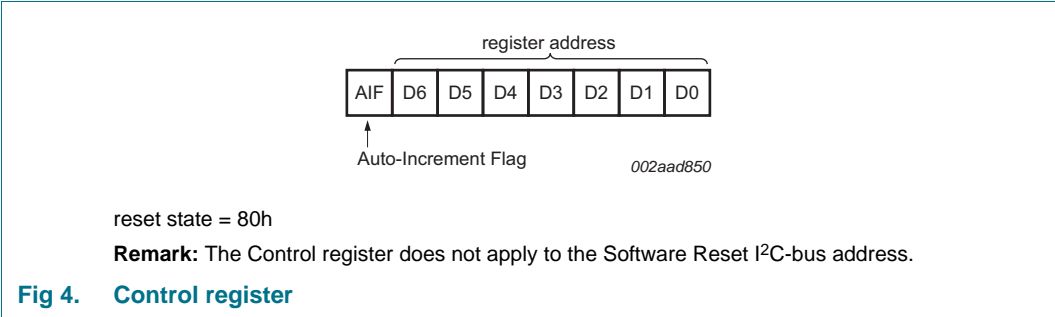 register address
AIF D6 D5 D4 D3 D2 D1 D0
Auto-Increment Flag
002aad850
reset state = 80h
Remark: The Control register does not apply to the Software Reset I²C-bus address.
Fig 4. Control register